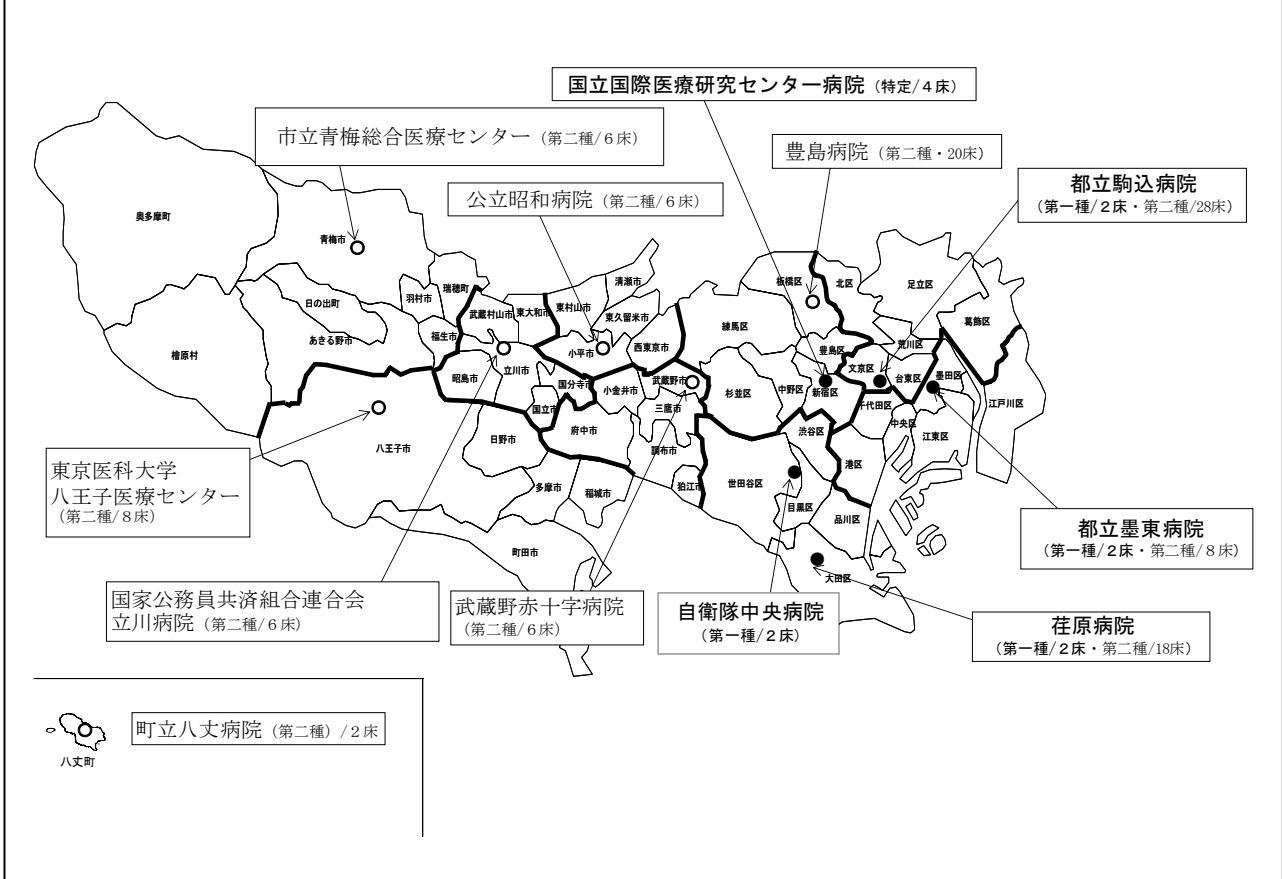 国立国際医療研究センター病院（特定/４床）
市立青梅総合医療センター（第二種/６床）
豊島病院（第二種・20床）
公立昭和病院（第二種/６床）
都立駒込病院
（第一種/２床・第二種/28床）
奥多摩町
青梅市
清瀬市
板橋区
北区
足立区
日の出町
羽村市
瑞穂町
武蔵村山市
東大和市
東村山市
東久留米市
葛飾区
練馬区
あきる野市
福生市
檜原村
小平市
西東京市
豊島区
荒川区
文京区
昭島市
立川市
国分寺市
小金井市
武蔵野市
杉並区
中野区
新宿区
台東区
墨田区
国立市
三鷹市
千代田区
江戸川区
八王子市
日野市
府中市
調布市
渋谷区
中央区
江東区
東京医科大学
八王子医療センター
（第二種/８床）
多摩市
稲城市
狛江市
世田谷区
目黒区
港区
品川区
都立墨東病院
（第一種/２床・第二種/８床）
町田市
大田区
国家公務員共済組合連合会
立川病院（第二種/６床）
武蔵野赤十字病院
（第二種/６床）
自衛隊中央病院
（第一種/２床）
荏原病院
（第一種/２床・第二種/18床）
町立八丈病院（第二種）/２床
八丈町